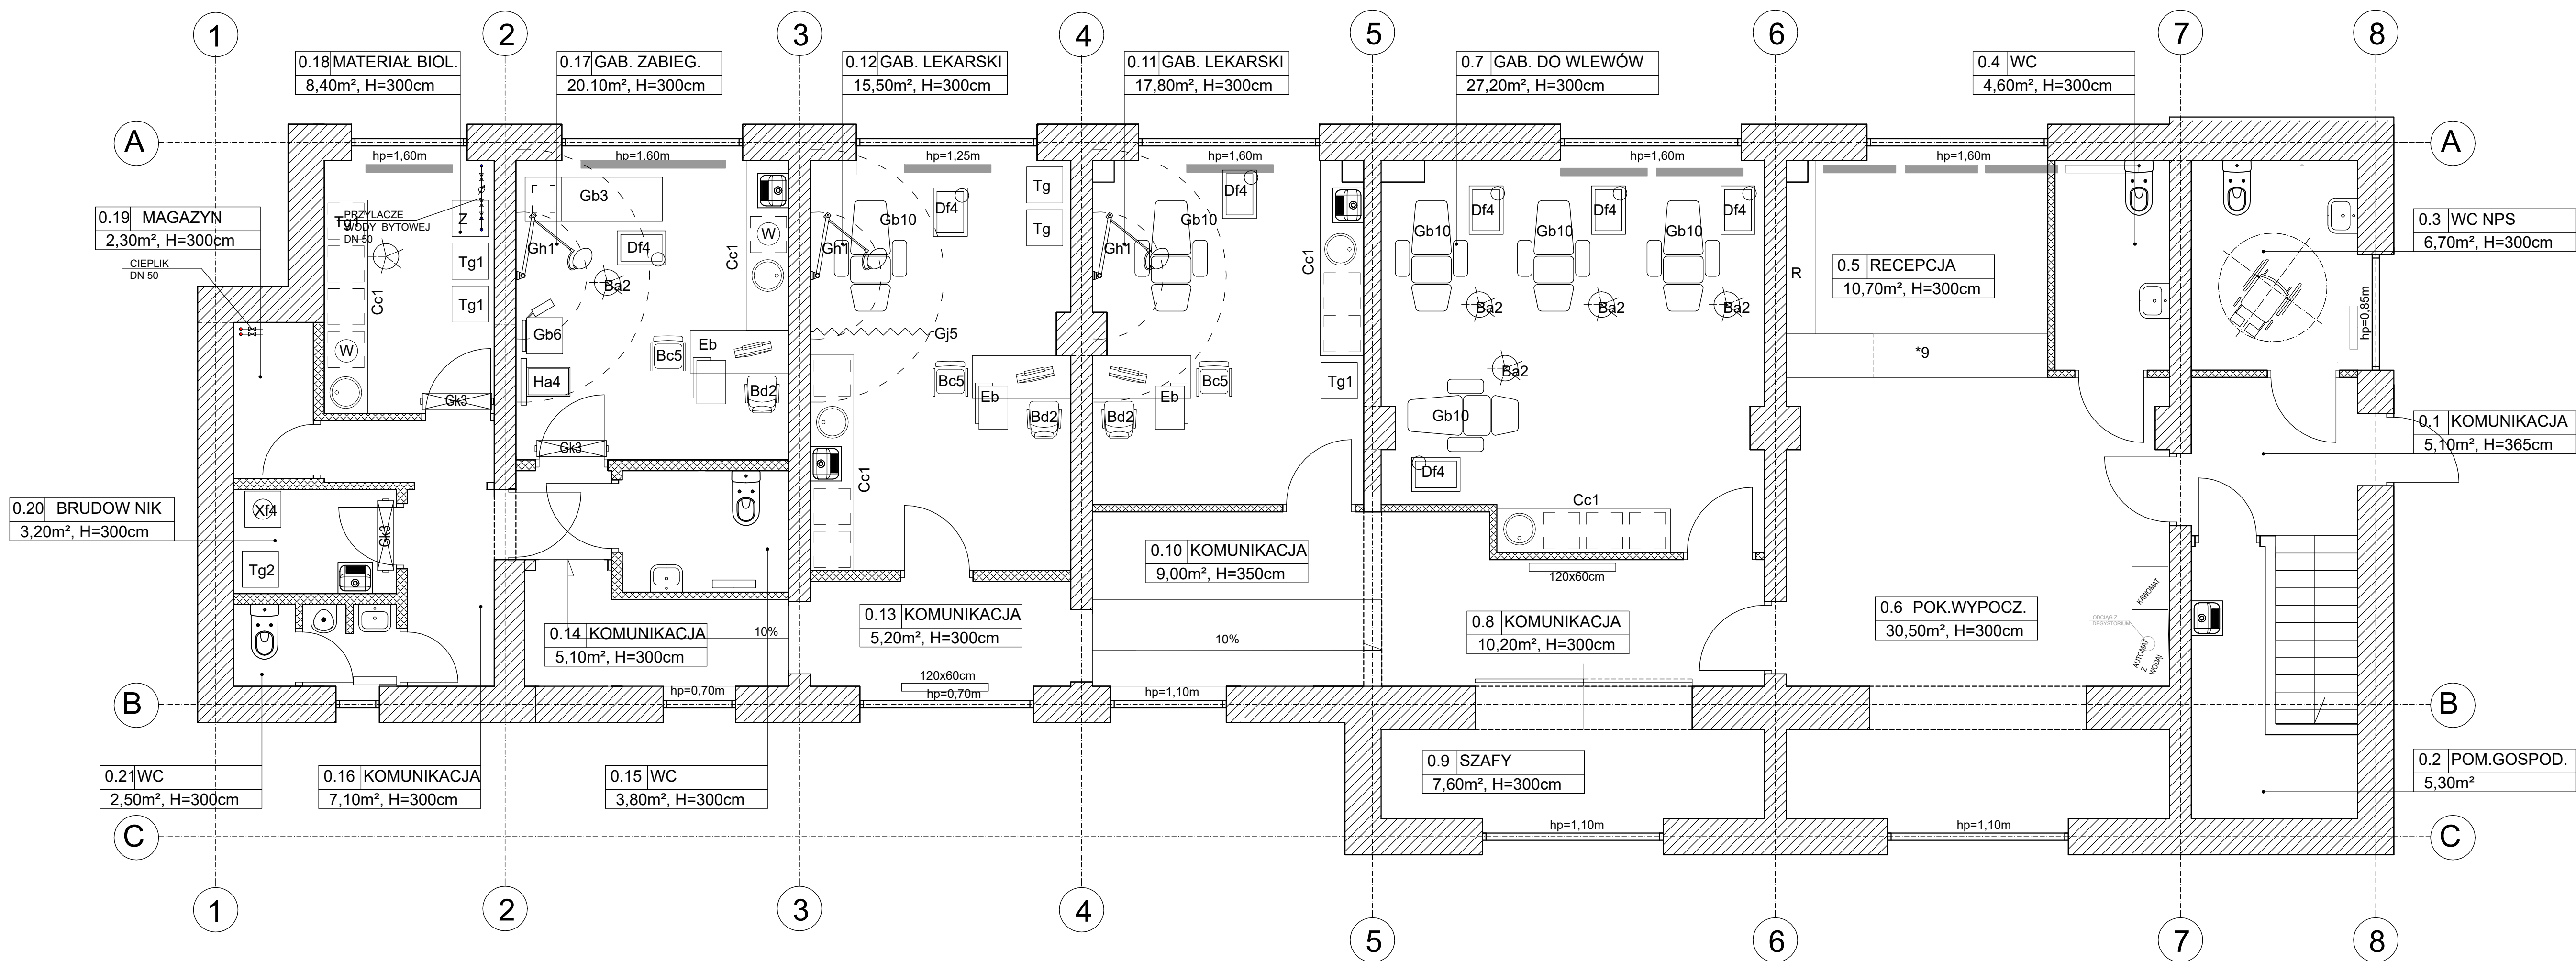 1
2
3
4
5
6
7
8
0.18 MATERIAŁ BIOL.
8,40m², H=300cm
0.17 GAB. ZABIEG.
20.10m², H=300cm
0.12 GAB. LEKARSKI
15,50m², H=300cm
0.11 GAB. LEKARSKI
17,80m², H=300cm
0.7 GAB. DO WLEWÓW
27,20m², H=300cm
0.4 WC
4,60m², H=300cm
A
A
hp=1,60m
hp=1,60m
hp=1,25m
hp=1,60m
hp=1,60m
hp=1,60m
0.19 MAGAZYN
2,30m², H=300cm
CIEPLIK
DN 50
Tg1
PRZYLACZE
WODY BYTOWEJ
DN 50
Z
Tg1
Tg1
Cc1
W
Gk3
Gb3
Gh1
Df4
Ba2
W
Cc1
Gb6
Ha4
Bc5
Eb
Bd2
Gk3
Gh1
Gb10
Df4
Tg
Tg
Gj5
Bc5
Eb
Bd2
Cc1
Gh1
Gb10
Df4
Cc1
Tg1
Bc5
Eb
Bd2
Gb10
Df4
Ba2
Gb10
Df4
Ba2
Gb10
Df4
Ba2
Ba2
Gb10
Df4
Cc1
120x60cm
R
0.5 RECEPCJA
10,70m², H=300cm
*9
0.3 WC NPS
6,70m², H=300cm
hp=0,85m
0.1 KOMUNIKACJA
5,10m², H=365cm
0.20 BRUDOW NIK
3,20m², H=300cm
Xf4
Tg2
Gk3
0.14 KOMUNIKACJA
5,10m², H=300cm
10%
0.13 KOMUNIKACJA
5,20m², H=300cm
0.10 KOMUNIKACJA
9,00m², H=350cm
10%
0.8 KOMUNIKACJA
10,20m², H=300cm
0.6 POK.WYPOCZ.
30,50m², H=300cm
KAWOMAT
ODCIĄG Z
DEGYSTORIUM
AUTOMAT
Z
WODĄ/
120x60cm
hp=0,70m
hp=0,70m
hp=1,10m
B
B
0.21 WC
2,50m², H=300cm
0.16 KOMUNIKACJA
7,10m², H=300cm
0.15 WC
3,80m², H=300cm
0.9 SZAFY
7,60m², H=300cm
0.2 POM.GOSPOD.
5,30m²
hp=1,10m
hp=1,10m
C
C
1
2
3
4
5
6
7
8